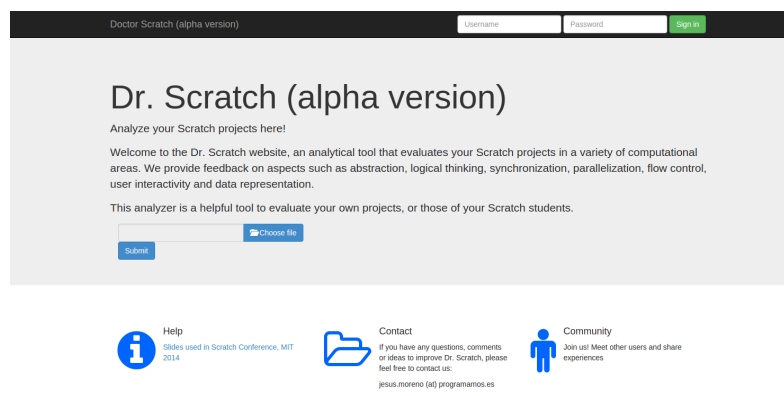 Doctor Scratch (alpha version)
Username
Password
Sign in
Dr. Scratch (alpha version)
Analyze your Scratch projects here!
Welcome to the Dr. Scratch website, an analytical tool that evaluates your Scratch projects in a variety of computational
areas. We provide feedback on aspects such as abstraction, logical thinking, synchronization, parallelization, flow control,
user interactivity and data representation.
This analyzer is a helpful tool to evaluate your own projects, or those of your Scratch students.
Choose file
Submit
Help
Slides used in Scratch Conference, MIT
2014
Contact
If you have any questions, comments
or ideas to improve Dr. Scratch, please
feel free to contact us:
jesus.moreno (at) programamos.es
Community
Join us! Meet other users and share
experiences